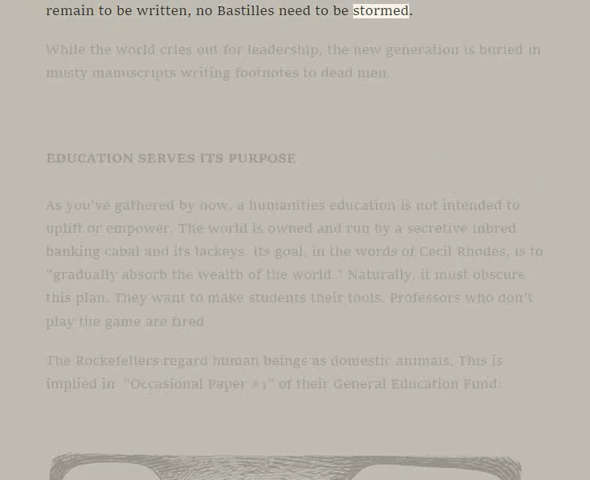 remain to be written, no Bastilles need to be stormed.
While the world cries out for leadership, the new generation is buried in
musty manuscripts writing footnotes to dead men.
EDUCATION SERVES ITS PURPOSE
As you've gathered by now, a humanities education is not intended to
uplift or empower. The world is owned and run by a secretive inbred
banking cabal and its lackeys. Its goal, in the words of Cecil Rhodes, is to
"gradually absorb the wealth of the world." Naturally, it must obscure
this plan. They want to make students their tools. Professors who don't
play the game are fired
The Rockefellers regard human beings as domestic animals. This is
implied in "Occasional Paper #1" of their General Education Fund: